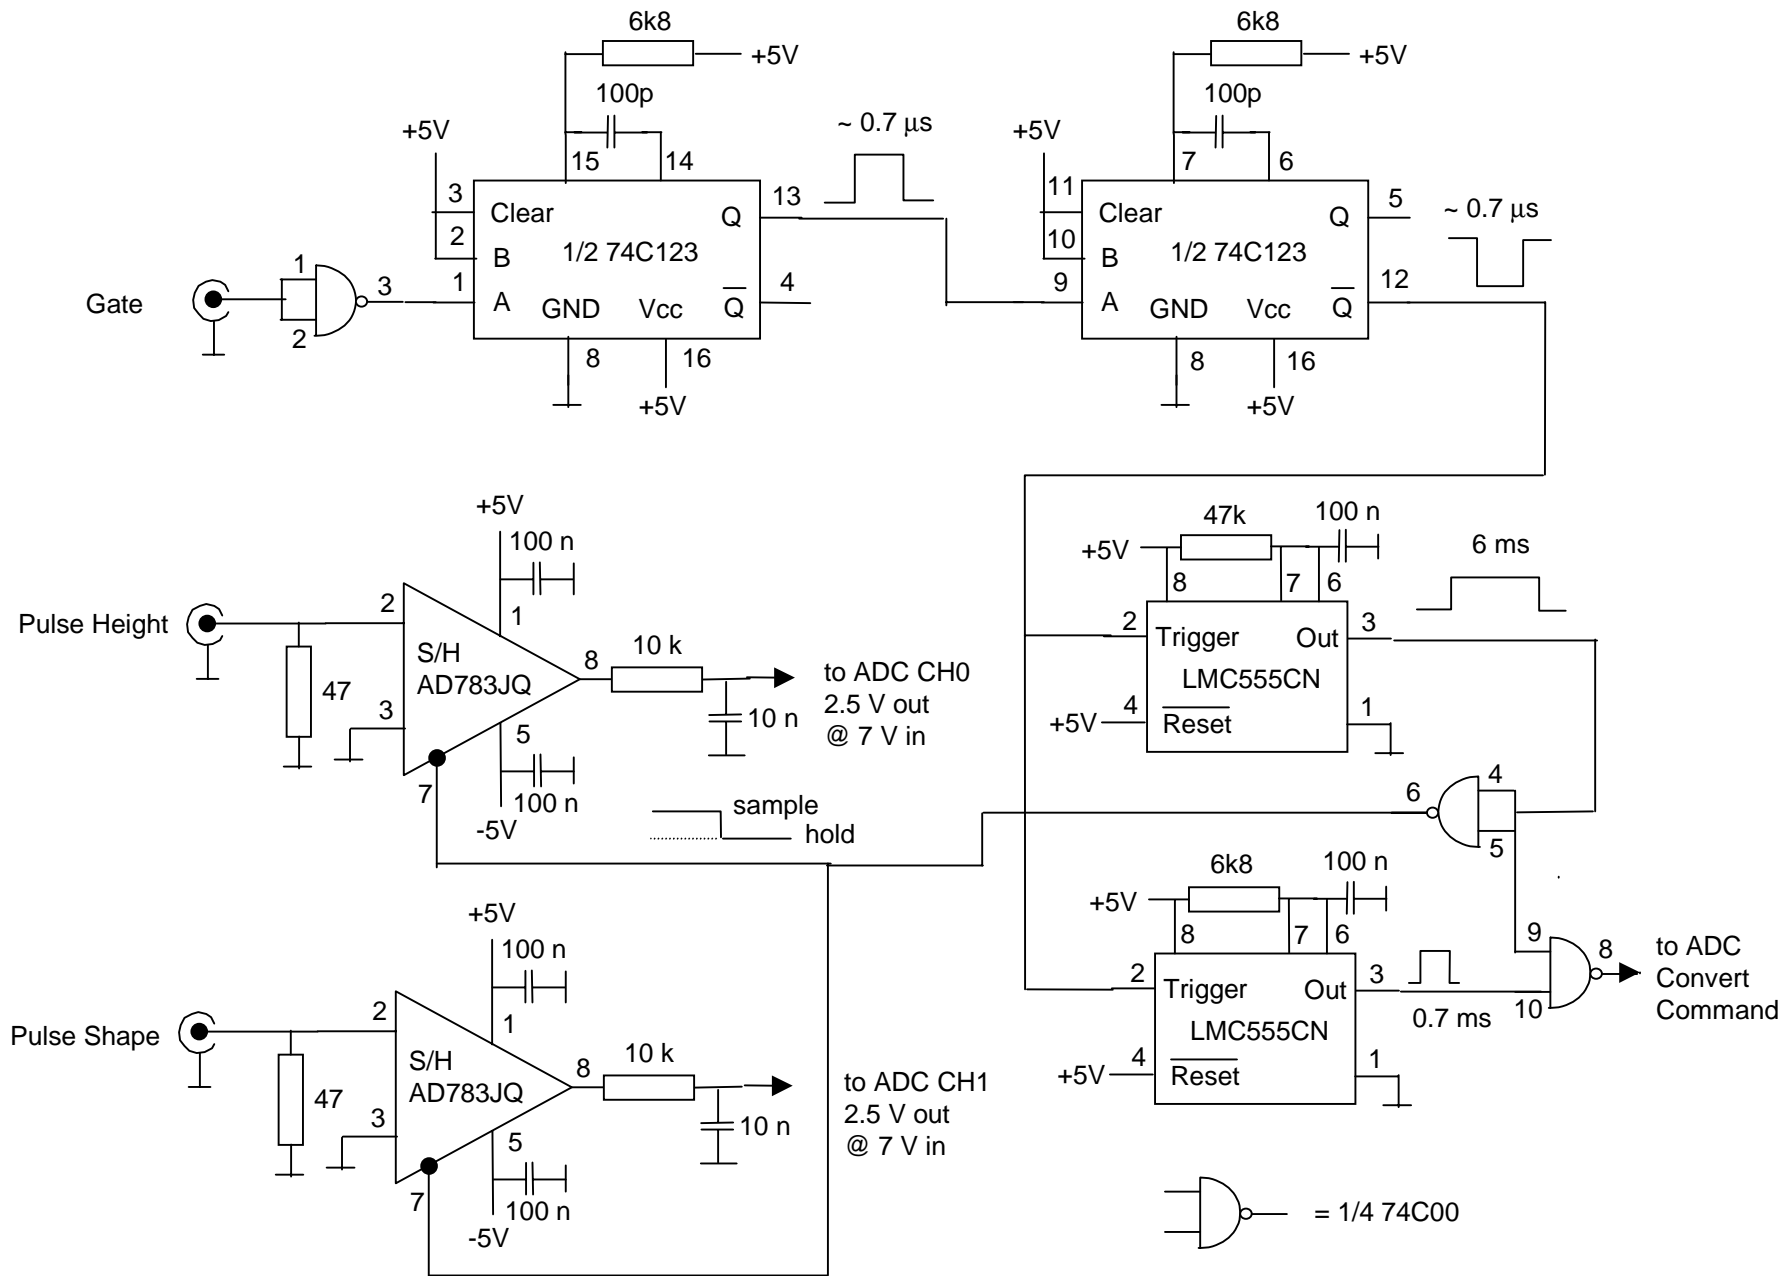 6k8
+5V
100p
+5V
15
14
3
Clear
2
B
1
A
Q
13
1/2 74C123
GND
Vcc
Q
4
8
16
+5V
~ 0.7 μs
6k8
+5V
100p
+5V
7
6
11
Clear
10
B
9
A
Q
5
1/2 74C123
GND
Vcc
Q
12
8
16
+5V
~ 0.7 μs
Gate
1
2
3
+5V
100 n
Pulse Height
2
1
S/H
AD783JQ
8
10 k
47
3
5
7
100 n
-5V
10 n
to ADC CH0
2.5 V out
@ 7 V in
sample
hold
47k
100 n
+5V
8
7
6
6 ms
2
Trigger
Out
3
LMC555CN
+5V
4
Reset
1
6
4
5
6k8
100 n
+5V
8
7
6
2
Trigger
Out
3
LMC555CN
0.7 ms
+5V
4
Reset
1
9
10
8
to ADC
Convert
Command
+5V
100 n
Pulse Shape
2
1
S/H
AD783JQ
8
10 k
47
3
5
7
100 n
-5V
10 n
to ADC CH1
2.5 V out
@ 7 V in
= 1/4 74C00